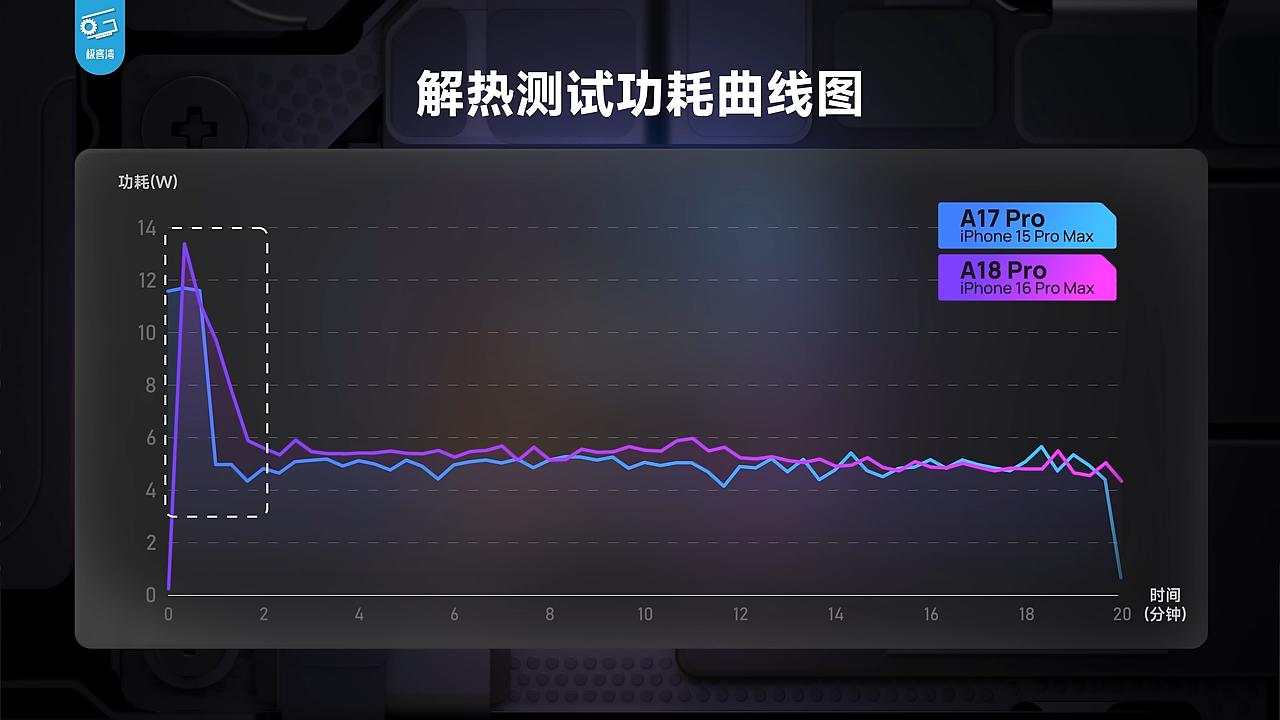 极客湾
解热测试功耗曲线图
功耗(W)
A17 Pro
iPhone 15 Pro Max
A18 Pro
iPhone 16 Pro Max
14
12
10
8
6
4
2
0
0 2 4 6 8 10 12 14 16 18 20
时间
(分钟)